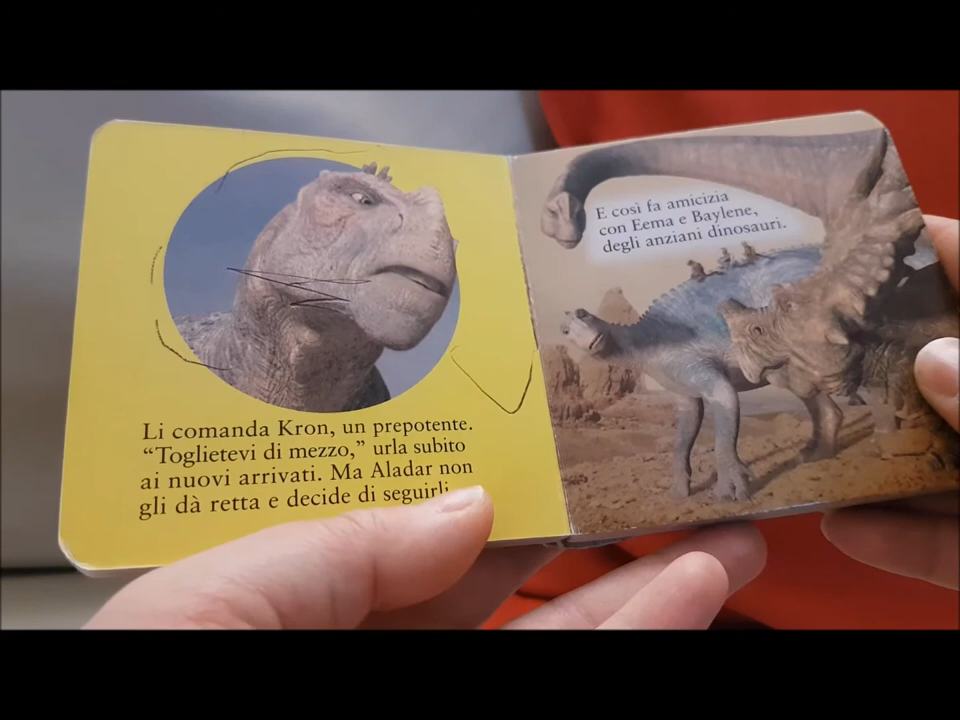 Li comanda Kron, un prepotente.
“Toglietevi di mezzo,” urla subito
ai nuovi arrivati. Ma Aladar non
gli dà retta e decide di seguirli
E così fa amicizia
con Eema e Baylene,
degli anziani dinosauri.